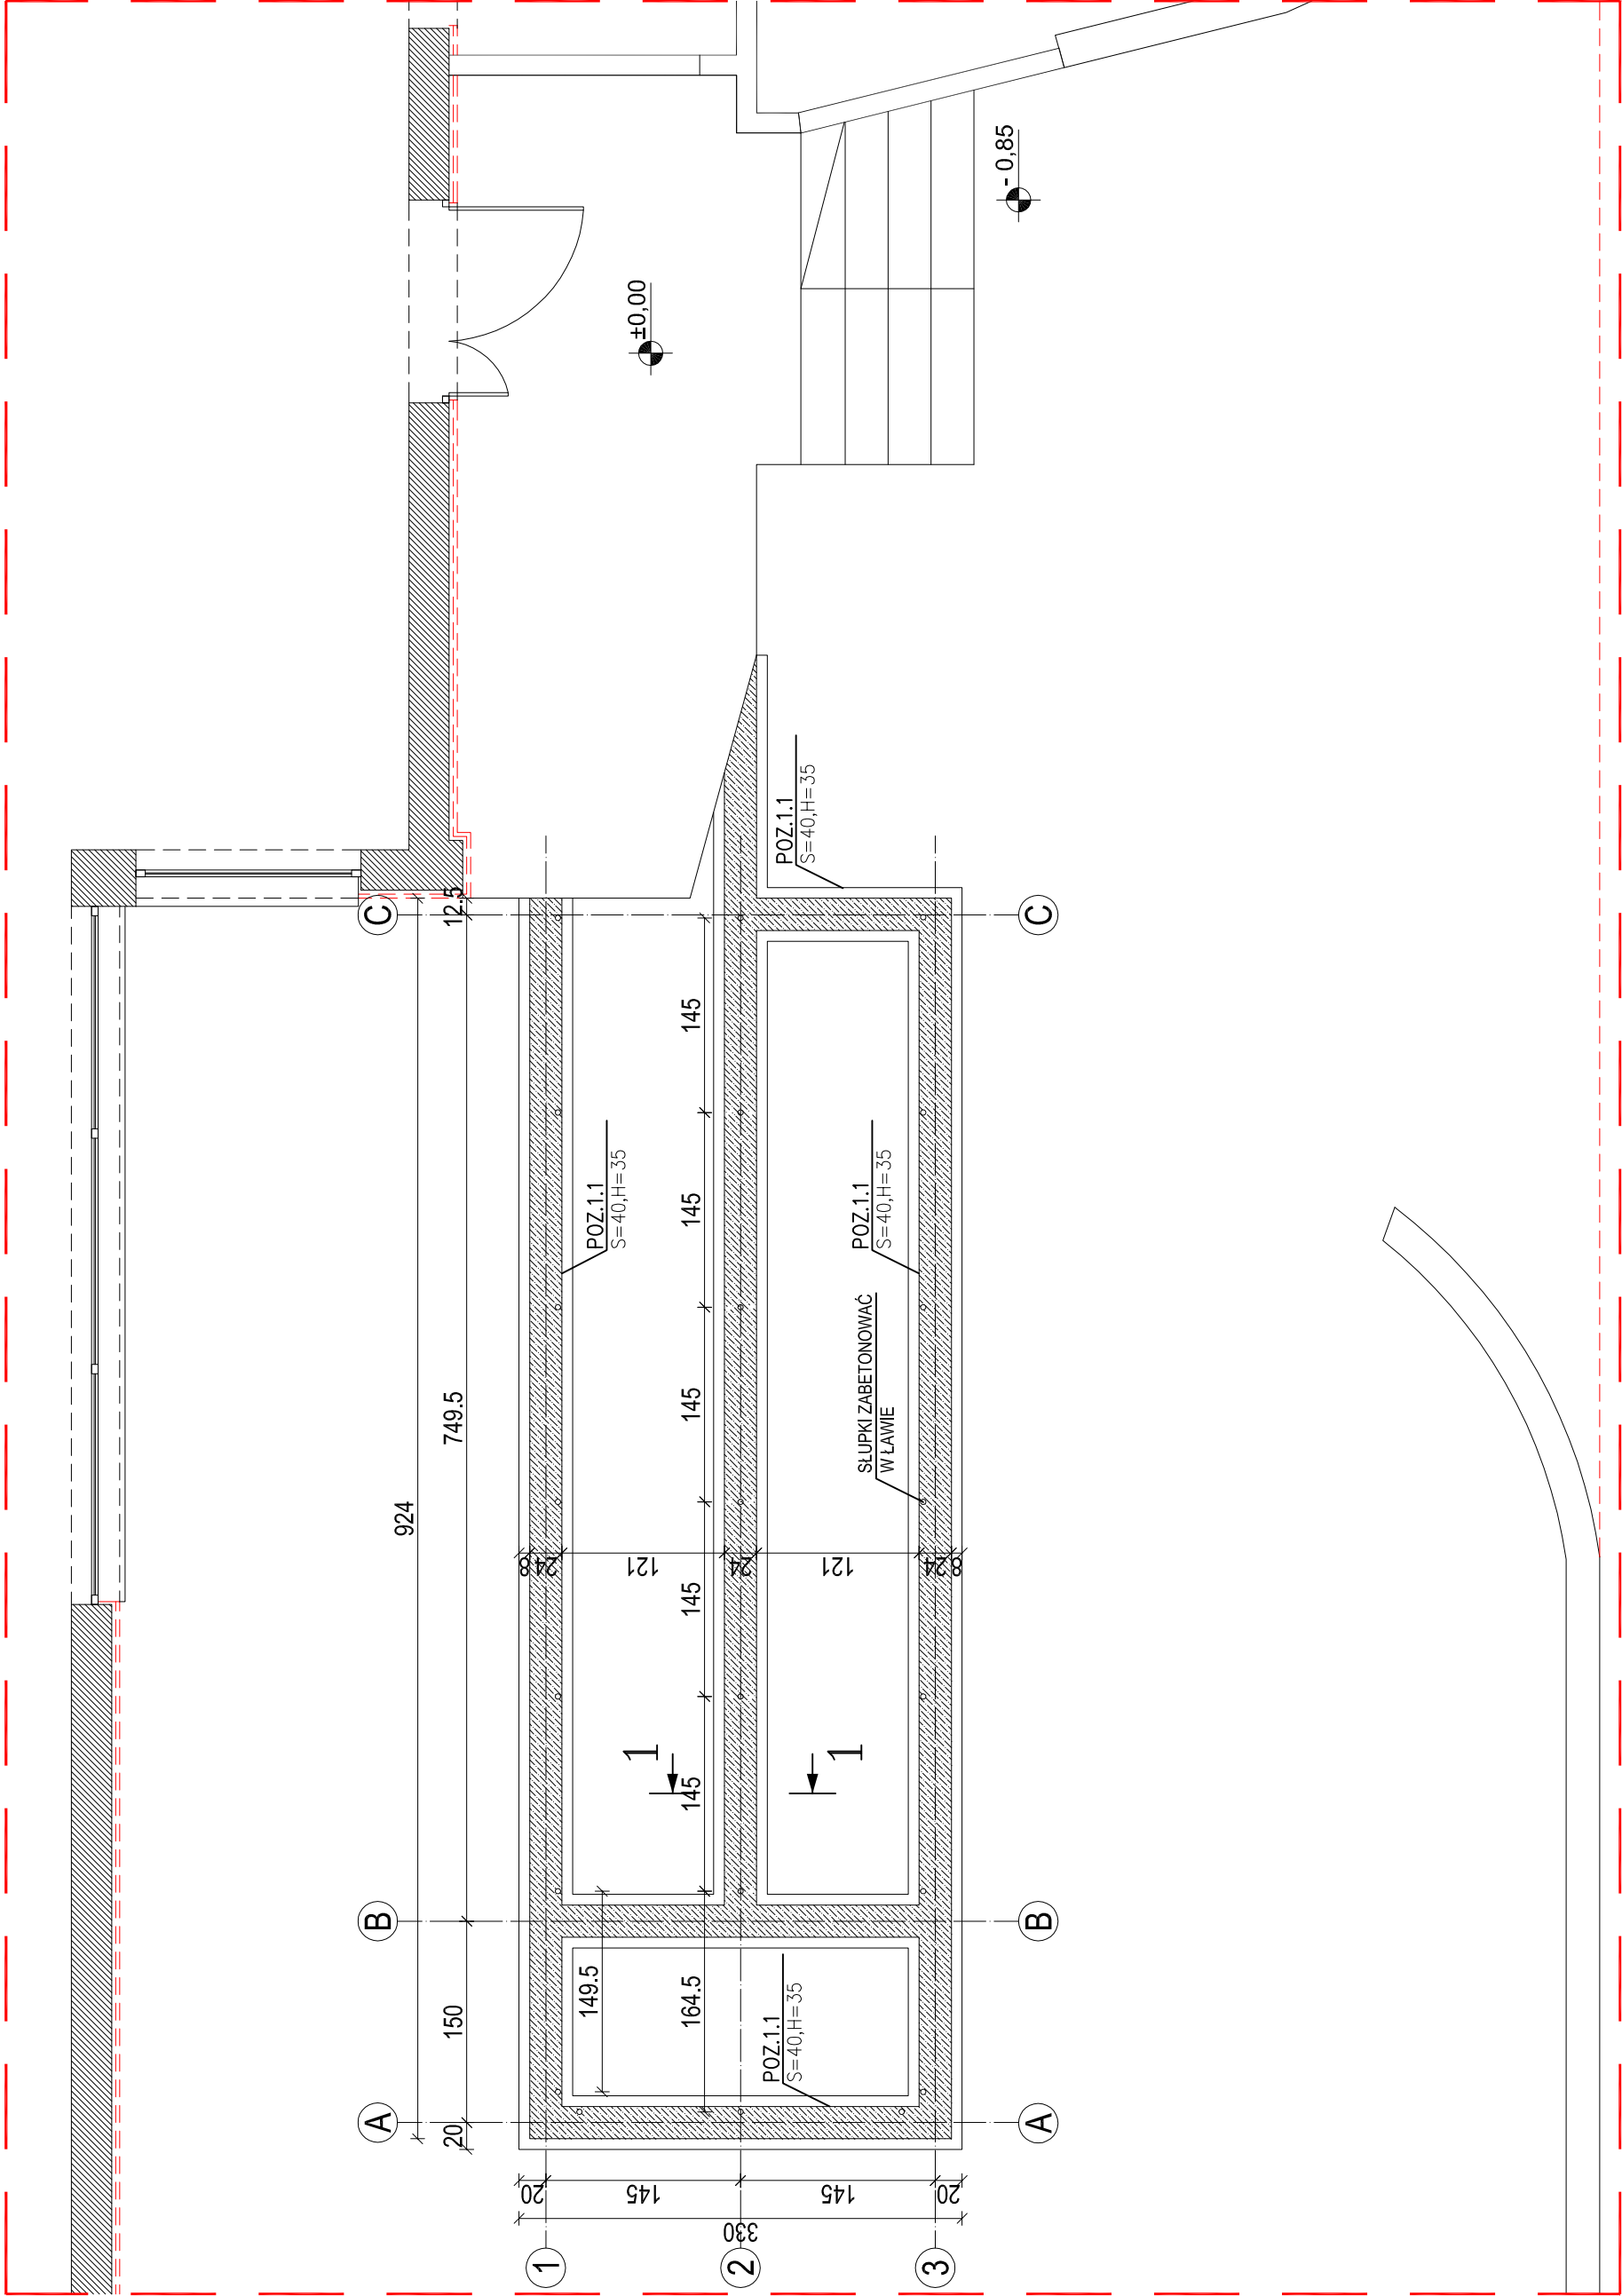 - 0,85
±0,00
POZ.1.1
S=40,H=35
C
12.5
C
145
POZ.1.1
S=40,H=35
145
POZ.1.1
S=40,H=35
SŁUPKI ZABETONOWAĆ
W ŁAWIE
145
749.5
924
8
24
121
24
121
24
8
145
1
1
145
B
B
149.5
164.5
150
POZ.1.1
S=40,H=35
A
20
A
20
145
145
20
330
1
2
3